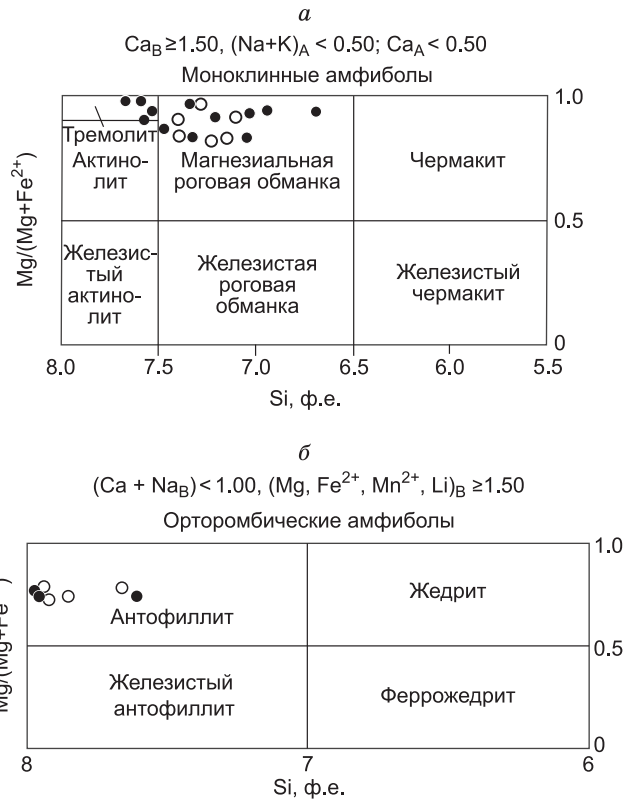 а
Ca_B ≥1.50, (Na+K)_A < 0.50; Ca_A < 0.50
Моноклинные амфиболы
1.0
Тремолит
Актино-
лит
Магнезиальная
роговая обманка
Чермакит
Mg/(Mg+Fe²⁺)
0.5
Железис-
тый
актино-
лит
Железистая
роговая
обманка
Железистый
чермакит
0
8.0 7.5 7.0 6.5 6.0 5.5
Si, ф.е.
б
(Ca + Na_B) < 1.00, (Mg, Fe²⁺, Mn²⁺, Li)_B ≥1.50
Орторомбические амфиболы
1.0
Антофиллит
Жедрит
0.5
Железистый
антофиллит
Феррожедрит
0
8 7 6
Si, ф.е.